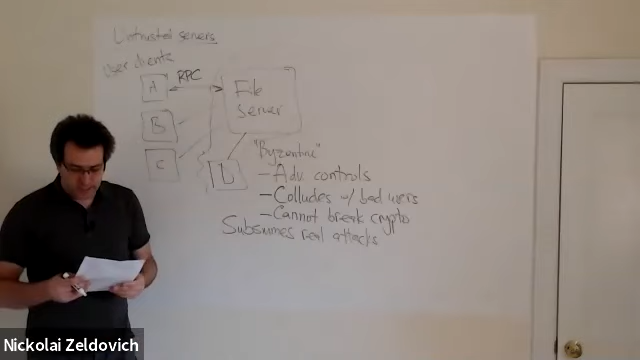 Untrusted servers
User clients
A
RPC
File
Server
B
C
"Byzantine"
- Adv. controls
- Colludes w/ bad users
- Cannot break crypto
Subsumes real attacks
Nickolai Zeldovich